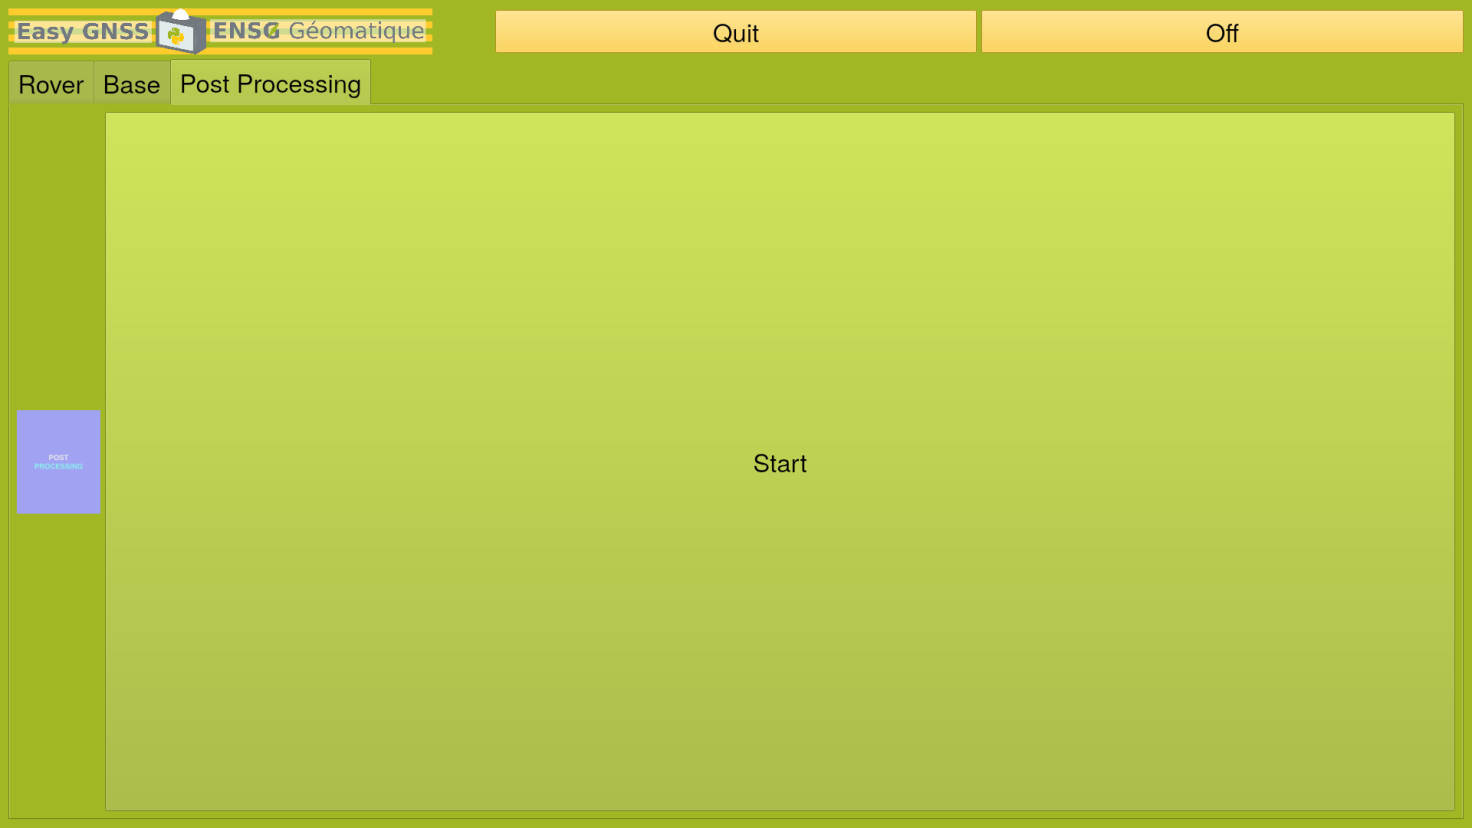 Easy GNSS ENSG Géomatique
Quit
Off
Rover
Base
Post Processing
POST
PROCESSING
Start